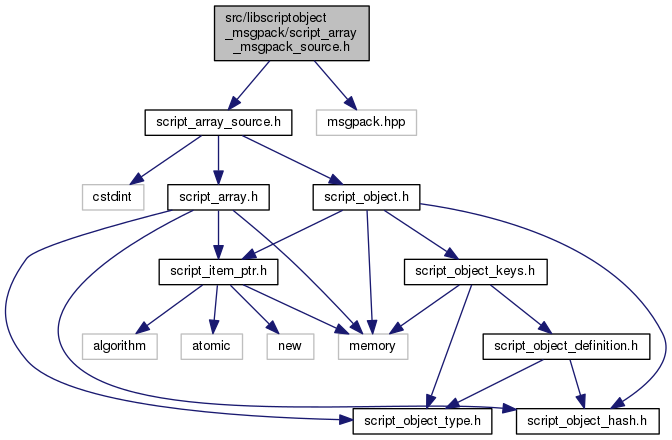 src/libscriptobject
_msgpack/script_array
_msgpack_source.h
script_array_source.h
msgpack.hpp
cstdint
script_array.h
script_object.h
script_item_ptr.h
script_object_keys.h
algorithm
atomic
new
memory
script_object_definition.h
script_object_type.h
script_object_hash.h